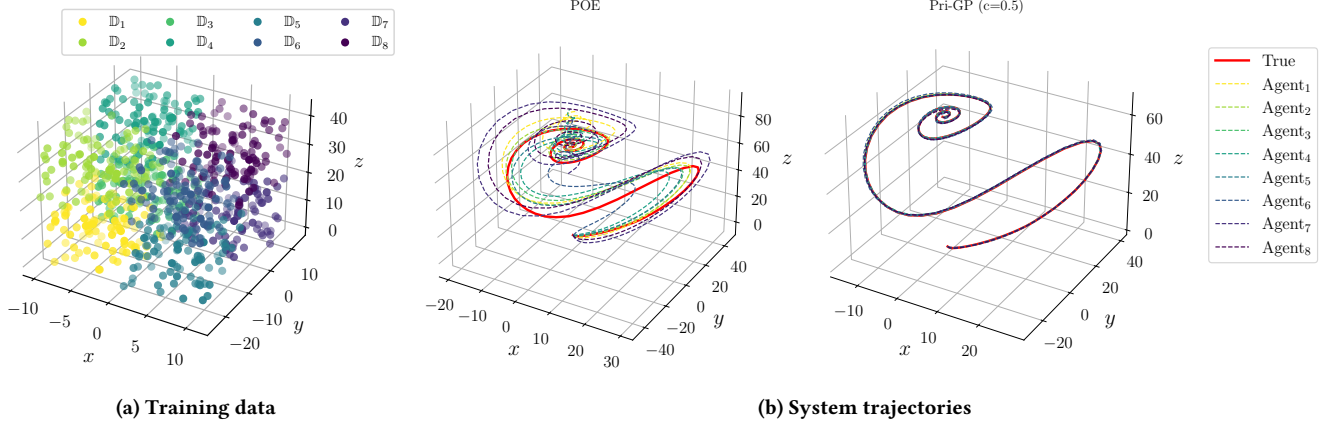 𝔻₁ 𝔻₃ 𝔻₅ 𝔻₇
𝔻₂ 𝔻₄ 𝔻₆ 𝔻₈
40
30
20
10
0
z
10
0
−10
−20
y
−10
−5
0
5
10
x
(a) Training data
POE
80
60
40
20
0
z
40
20
0
−20
−40
y
−20
−10
0
10
20
30
x
Pri-GP (c=0.5)
60
40
20
0
z
40
20
0
−20
y
−10
0
10
20
x
True
Agent₁
Agent₂
Agent₃
Agent₄
Agent₅
Agent₆
Agent₇
Agent₈
(b) System trajectories